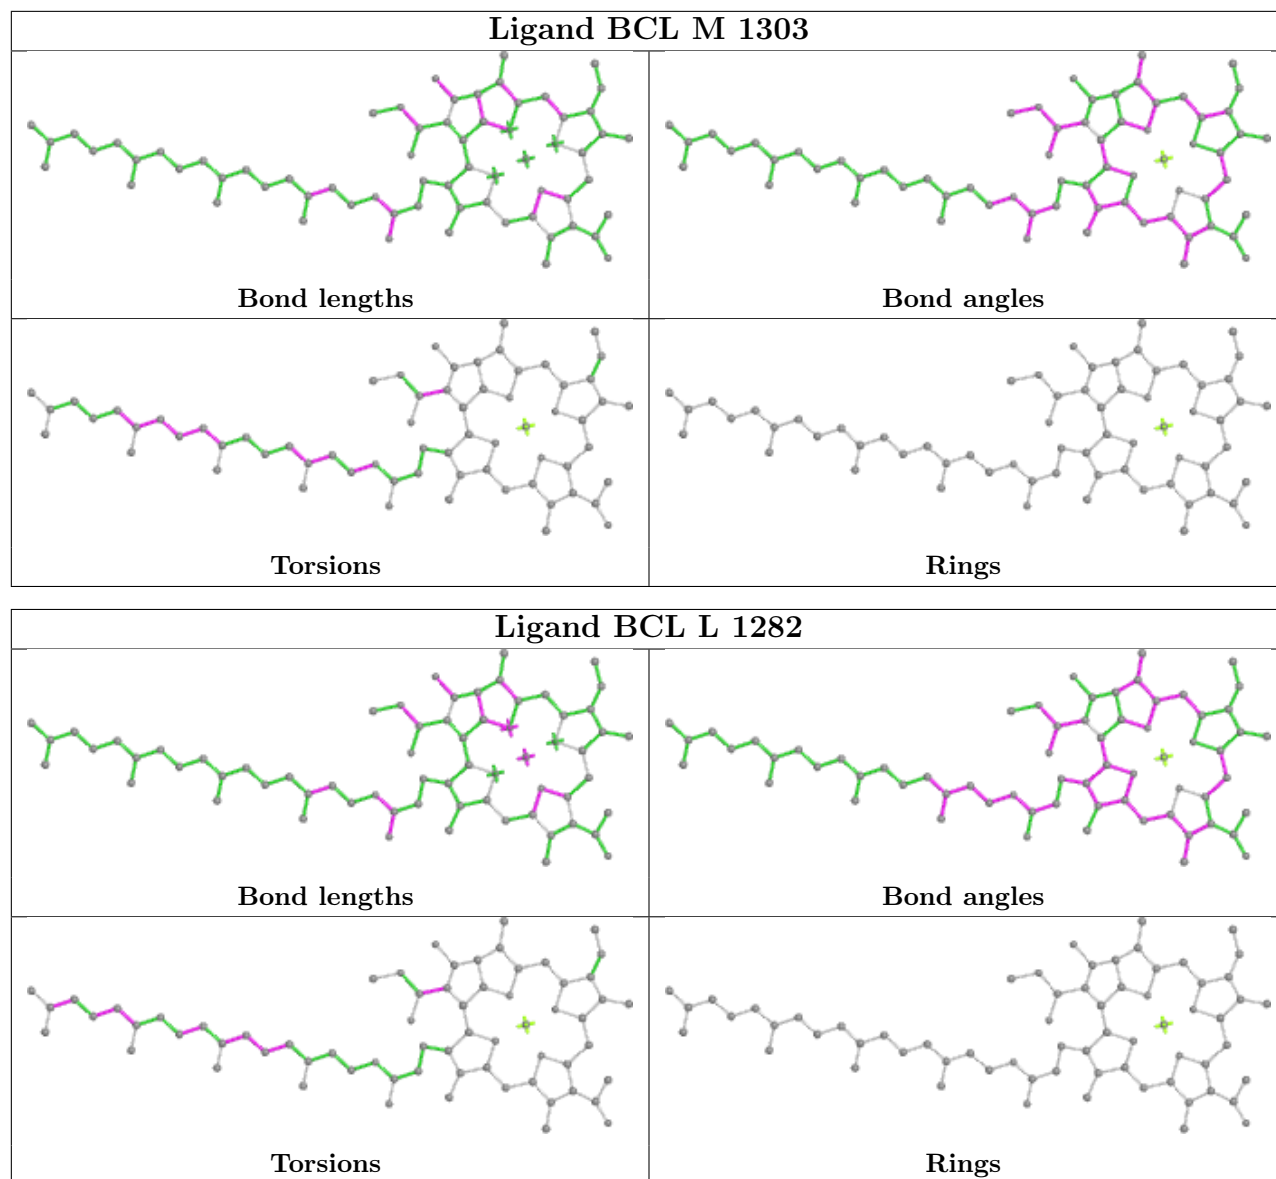 Ligand BCL M 1303
Bond lengths
Bond angles
Torsions
Rings
Ligand BCL L 1282
Bond lengths
Bond angles
Torsions
Rings